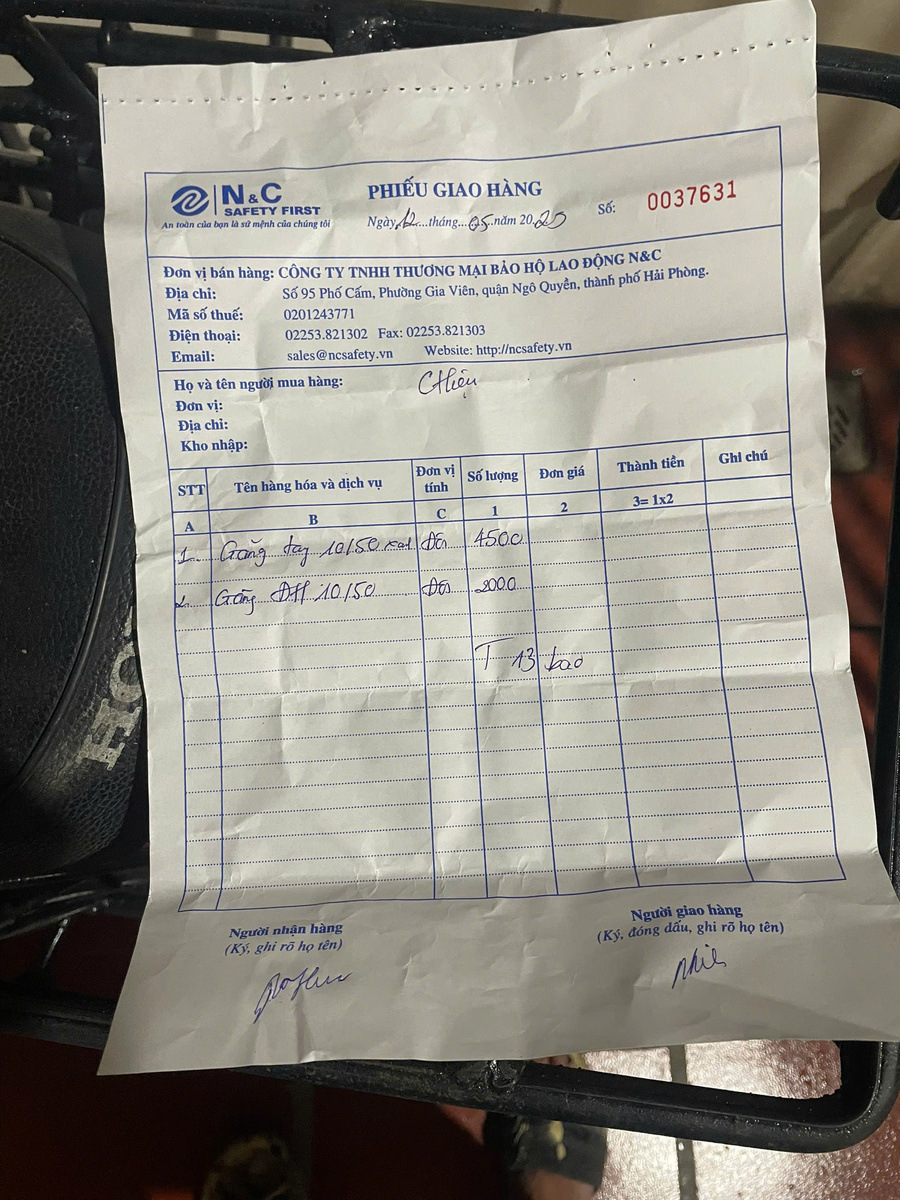 N&C
SAFETY FIRST
An toàn của bạn là sứ mệnh của chúng tôi
PHIẾU GIAO HÀNG
Ngày 12 tháng 05 năm 2025
Số: 0037631
Đơn vị bán hàng: CÔNG TY TNHH THƯƠNG MẠI BẢO HỘ LAO ĐỘNG N&C
Địa chỉ: Số 95 Phố Cấm, Phường Gia Viên, quận Ngô Quyền, thành phố Hải Phòng.
Mã số thuế: 0201243771
Điện thoại: 02253.821302 Fax: 02253.821303
Email: sales@ncsafety.vn Website: http://ncsafety.vn
Họ và tên người mua hàng:
Đơn vị:
Địa chỉ:
Kho nhập:
STT Tên hàng hóa và dịch vụ Đơn vị tính Số lượng Đơn giá Thành tiền Ghi chú
A B C 1 2 3= 1x2
1 Găng tay 10/50 Đôi 4500
2. Găng 10/50 Đôi 2000
T 13 bao
Người nhận hàng
(Ký, ghi rõ họ tên)
Người giao hàng
(Ký, đóng dấu, ghi rõ họ tên)
HO